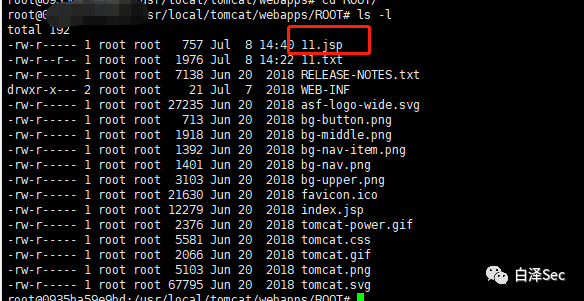 root@0935ba59e9bd:/usr/local/tomcat/webapps# cd ROOT/
/usr/local/tomcat/webapps/ROOT# ls -l
total 192
-rw-r----- 1 root root   757 Jul  8 14:40 11.jsp
-rw-r--r-- 1 root root  1976 Jul  8 14:22 11.txt
-rw-r----- 1 root root  7138 Jun 20  2018 RELEASE-NOTES.txt
drwxr-x--- 2 root root    21 Jul  7  2018 WEB-INF
-rw-r----- 1 root root 27235 Jun 20  2018 asf-logo-wide.svg
-rw-r----- 1 root root   713 Jun 20  2018 bg-button.png
-rw-r----- 1 root root  1918 Jun 20  2018 bg-middle.png
-rw-r----- 1 root root  1392 Jun 20  2018 bg-nav-item.png
-rw-r----- 1 root root  1401 Jun 20  2018 bg-nav.png
-rw-r----- 1 root root  3103 Jun 20  2018 bg-upper.png
-rw-r----- 1 root root 21630 Jun 20  2018 favicon.ico
-rw-r----- 1 root root 12279 Jun 20  2018 index.jsp
-rw-r----- 1 root root  2376 Jun 20  2018 tomcat-power.gif
-rw-r----- 1 root root  5581 Jun 20  2018 tomcat.css
-rw-r----- 1 root root  2066 Jun 20  2018 tomcat.gif
-rw-r----- 1 root root  5103 Jun 20  2018 tomcat.png
-rw-r----- 1 root root 67795 Jun 20  2018 tomcat.svg
root@0935ba59e9bd:/usr/local/tomcat/webapps/ROOT#
白泽Sec